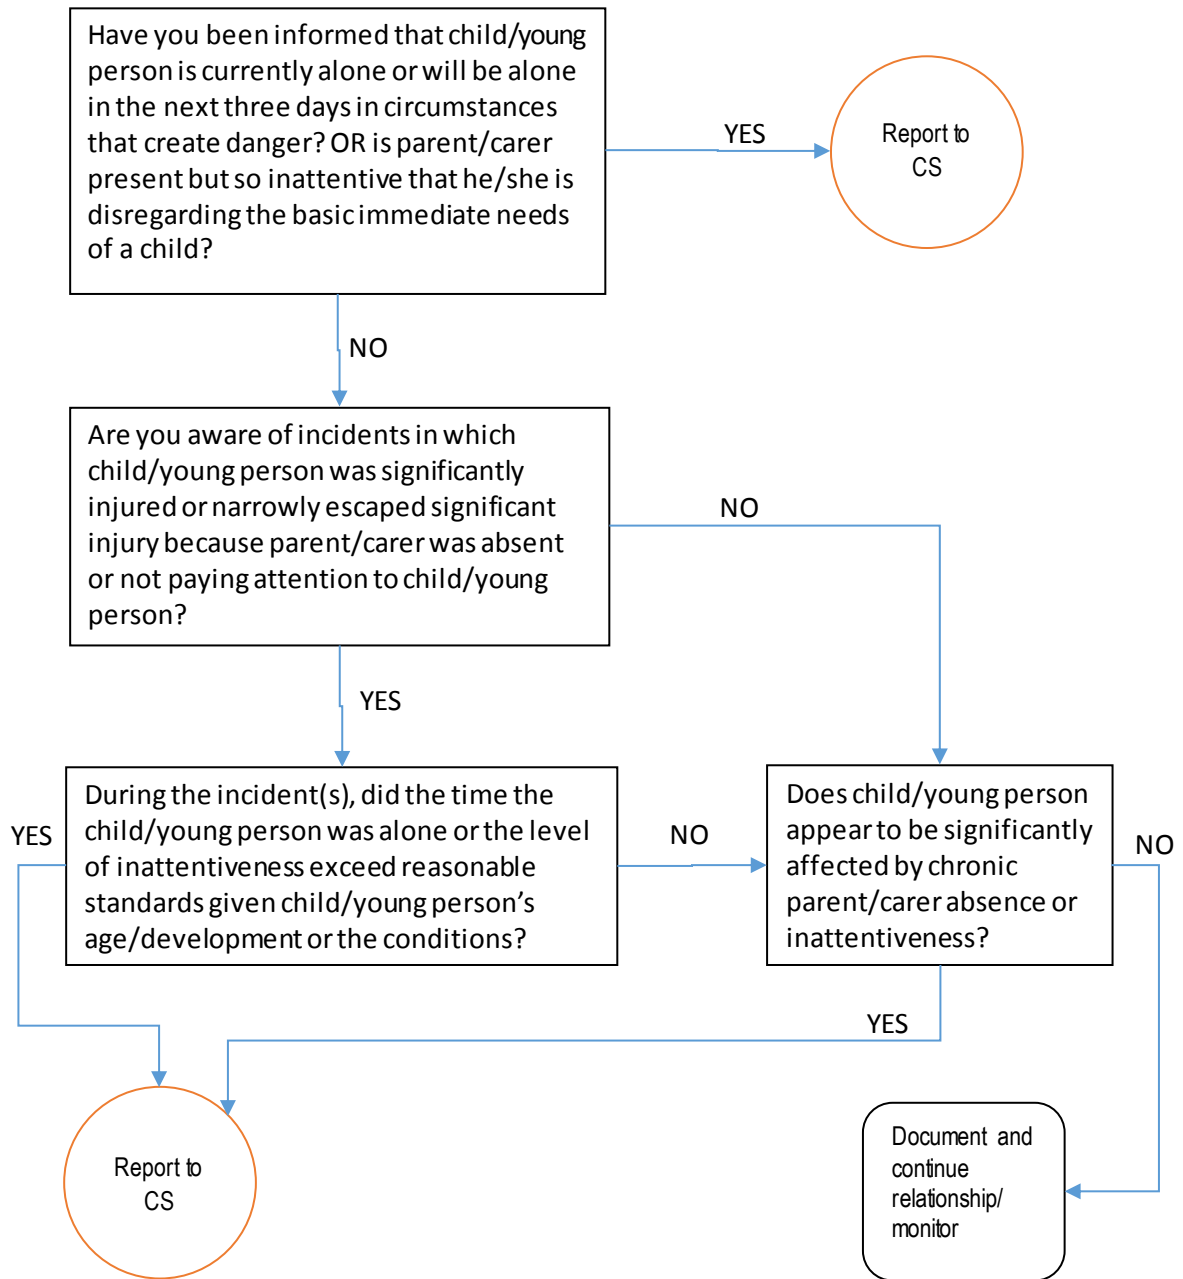 Have you been informed that child/young
person is currently alone or will be alone
in the next three days in circumstances
that create danger? OR is parent/carer
present but so inattentive that he/she is
disregarding the basic immediate needs
of a child?
YES
Report to
CS
NO
Are you aware of incidents in which
child/young person was significantly
injured or narrowly escaped significant
injury because parent/carer was absent
or not paying attention to child/young
person?
NO
YES
During the incident(s), did the time the
child/young person was alone or the level
of inattentiveness exceed reasonable
standards given child/young person’s
age/development or the conditions?
YES
NO
Does child/young person
appear to be significantly
affected by chronic
parent/carer absence or
inattentiveness?
NO
YES
Report to
CS
Document and
continue
relationship/
monitor